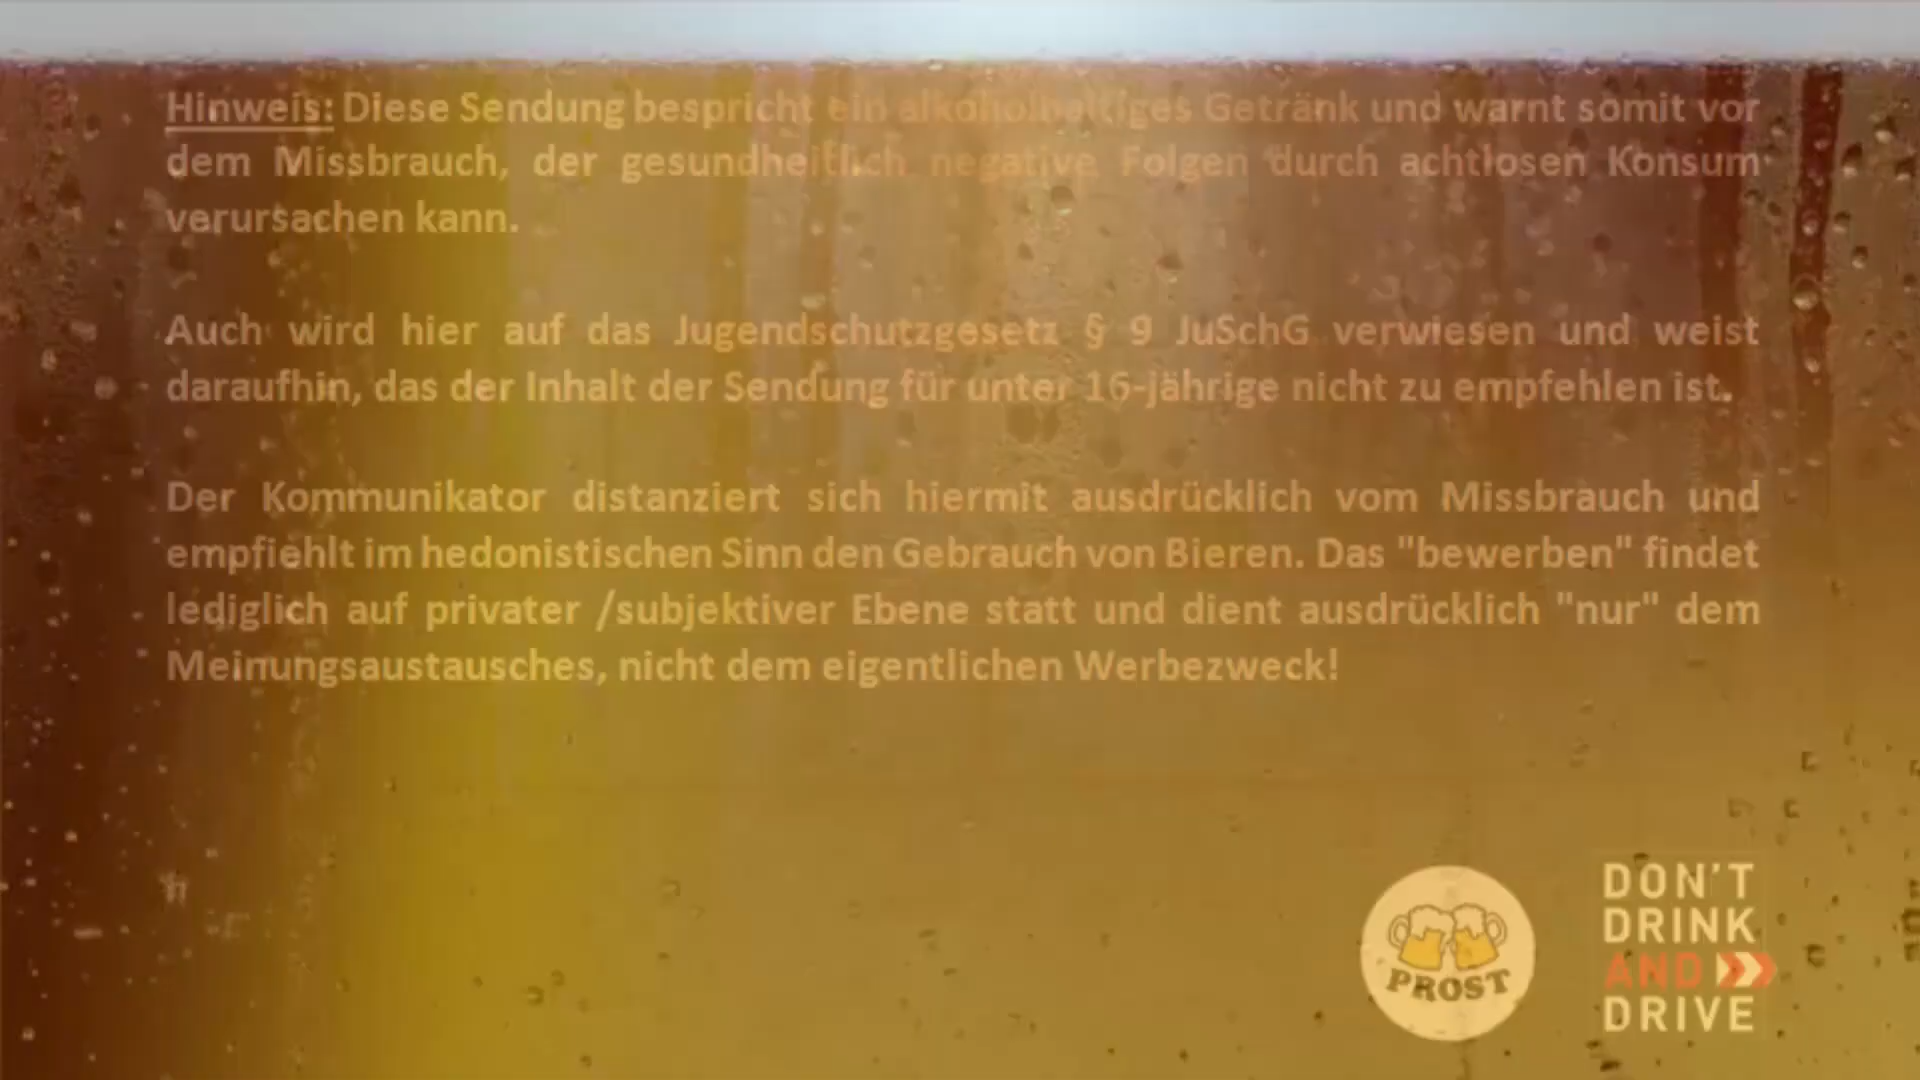 Hinweis: Diese Sendung bespricht ein alkoholhaltiges Getränk und warnt somit vor
dem Missbrauch, der gesundheitlich negative Folgen durch achtlosen Konsum
verursachen kann.
Auch wird hier auf das Jugendschutzgesetz § 9 JuSchG verwiesen und weist
daraufhin, das der Inhalt der Sendung für unter 16-jährige nicht zu empfehlen ist.
Der Kommunikator distanziert sich hiermit ausdrücklich vom Missbrauch und
empfiehlt im hedonistischen Sinn den Gebrauch von Bieren. Das "bewerben" findet
lediglich auf privater /subjektiver Ebene statt und dient ausdrücklich "nur" dem
Meinungsaustausches, nicht dem eigentlichen Werbezweck!
PROST
DON'T
DRINK
AND
DRIVE